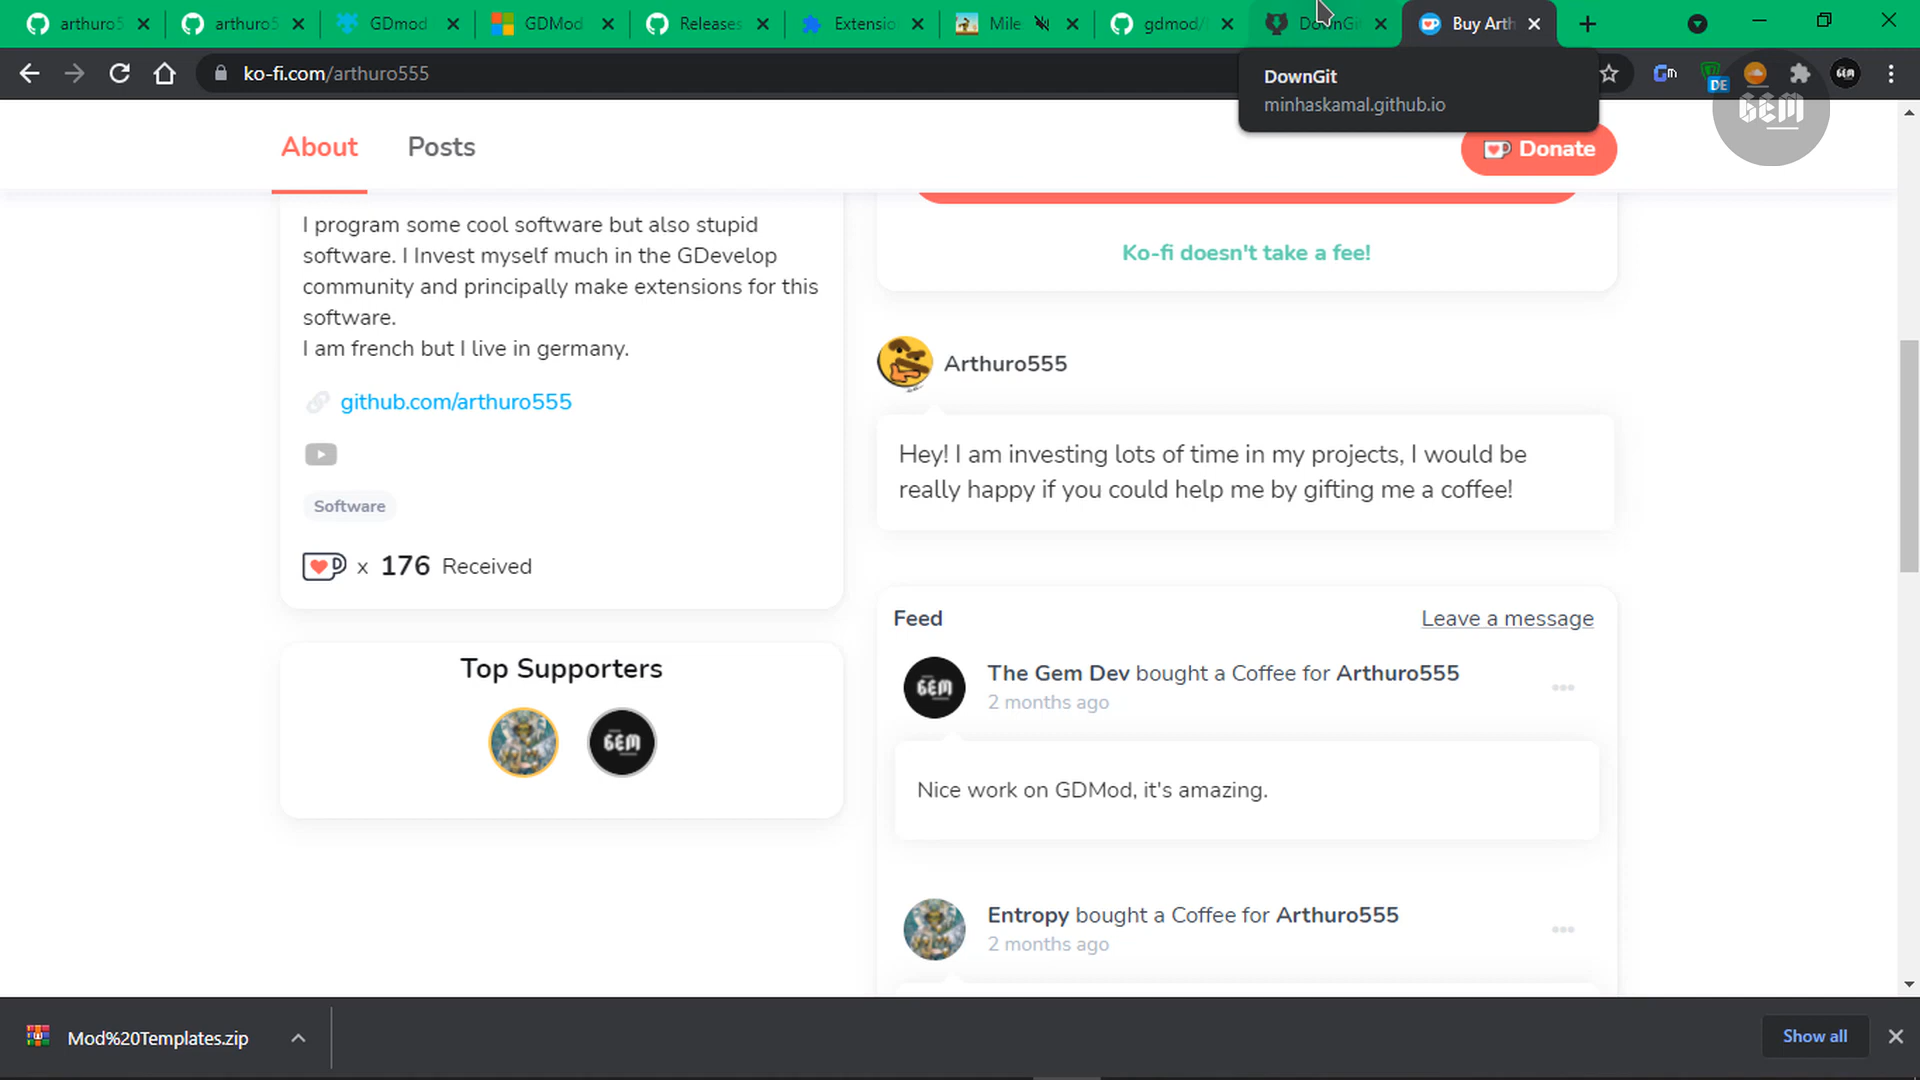 arthuro5
arthuro5
GDmod
GDMod
Releases
Extensio
Mile
gdmod/
DownGi
Buy Arth
ko-fi.com/arthuro555
DE
GEM
DownGit
minhaskamal.github.io
GEM
About
Posts
Donate
I program some cool software but also stupid
software. I Invest myself much in the GDevelop
community and principally make extensions for this
software.
I am french but I live in germany.
github.com/arthuro555
Software
x 176 Received
Top Supporters
GEM
Ko-fi doesn't take a fee!
Arthuro555
Hey! I am investing lots of time in my projects, I would be
really happy if you could help me by gifting me a coffee!
Feed
Leave a message
GEM
The Gem Dev bought a Coffee for Arthuro555
2 months ago
Nice work on GDMod, it's amazing.
Entropy bought a Coffee for Arthuro555
2 months ago
Mod%20Templates.zip
Show all